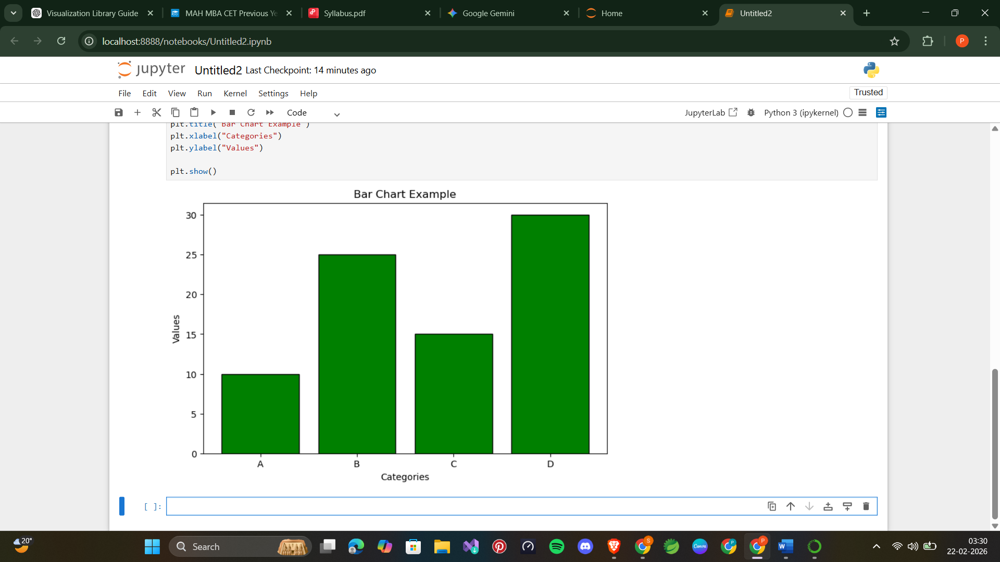 Visualization Library Guide
MAH MBA CET Previous Ye
Syllabus.pdf
Google Gemini
Home
Untitled2
localhost:8888/notebooks/Untitled2.ipynb
P
jupyter Untitled2 Last Checkpoint: 14 minutes ago
File Edit View Run Kernel Settings Help
Trusted
Code
JupyterLab
Python 3 (ipykernel)
plt.title("Bar Chart Example")
plt.xlabel("Categories")
plt.ylabel("Values")
plt.show()
Bar Chart Example
30
25
20
15
10
5
0
Values
A B C D
Categories
[ ]:
20°
Search
Canva
S
P
P
W
03:30
22-02-2026